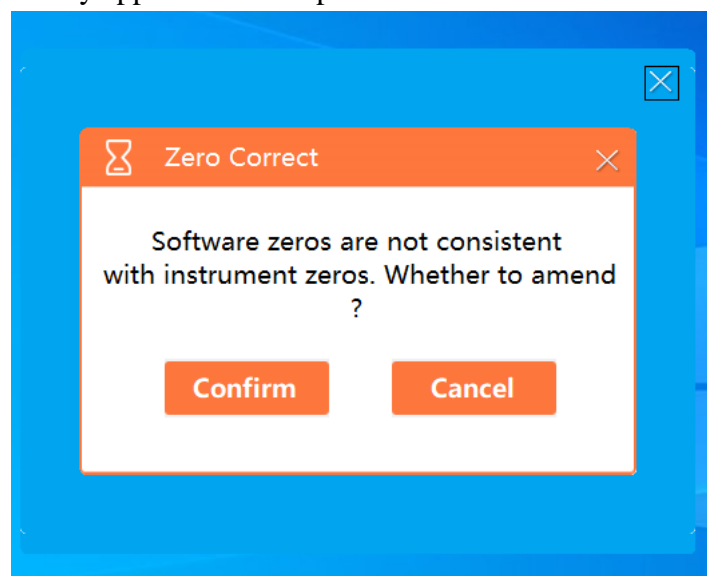 Zero Correct
Software zeros are not consistent
with instrument zeros. Whether to amend
?
Confirm
Cancel